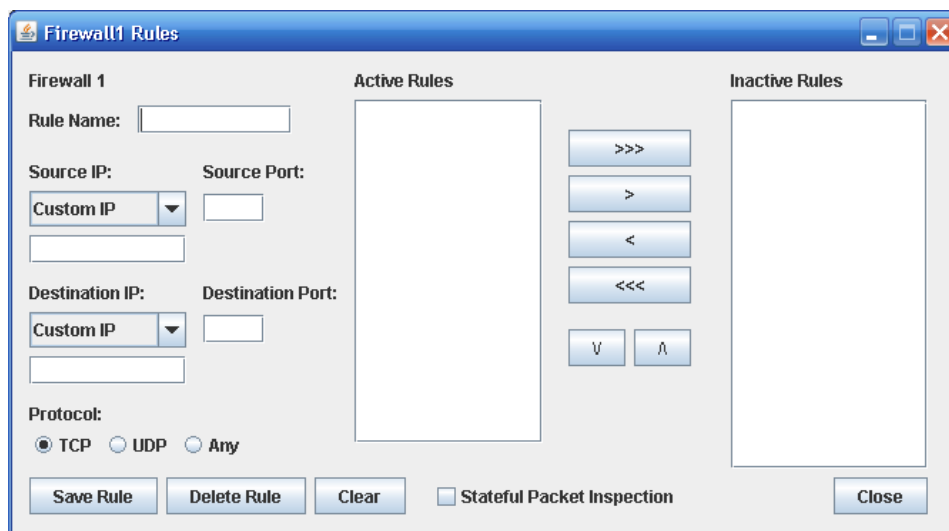 Firewall1 Rules
Firewall 1
Active Rules
Inactive Rules
Rule Name:
Source IP:
Source Port:
Custom IP
Destination IP:
Destination Port:
Custom IP
Protocol:
TCP
UDP
Any
>>>
>
<
<<<
V
Λ
Save Rule
Delete Rule
Clear
Stateful Packet Inspection
Close